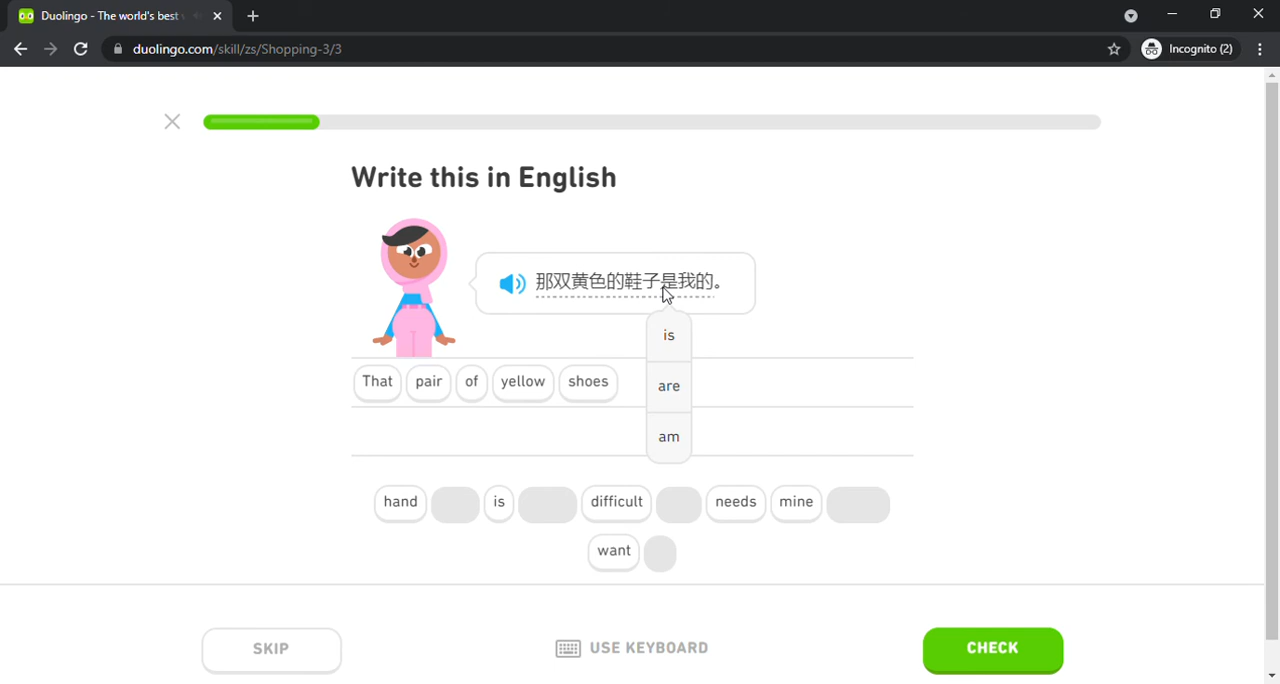 Duolingo - The world's best
duolingo.com/skill/zs/Shopping-3/3
Incognito (2)
Write this in English
那双黄色的鞋子是我的。
is
are
am
That pair of yellow shoes
hand is difficult needs mine
want
SKIP
USE KEYBOARD
CHECK